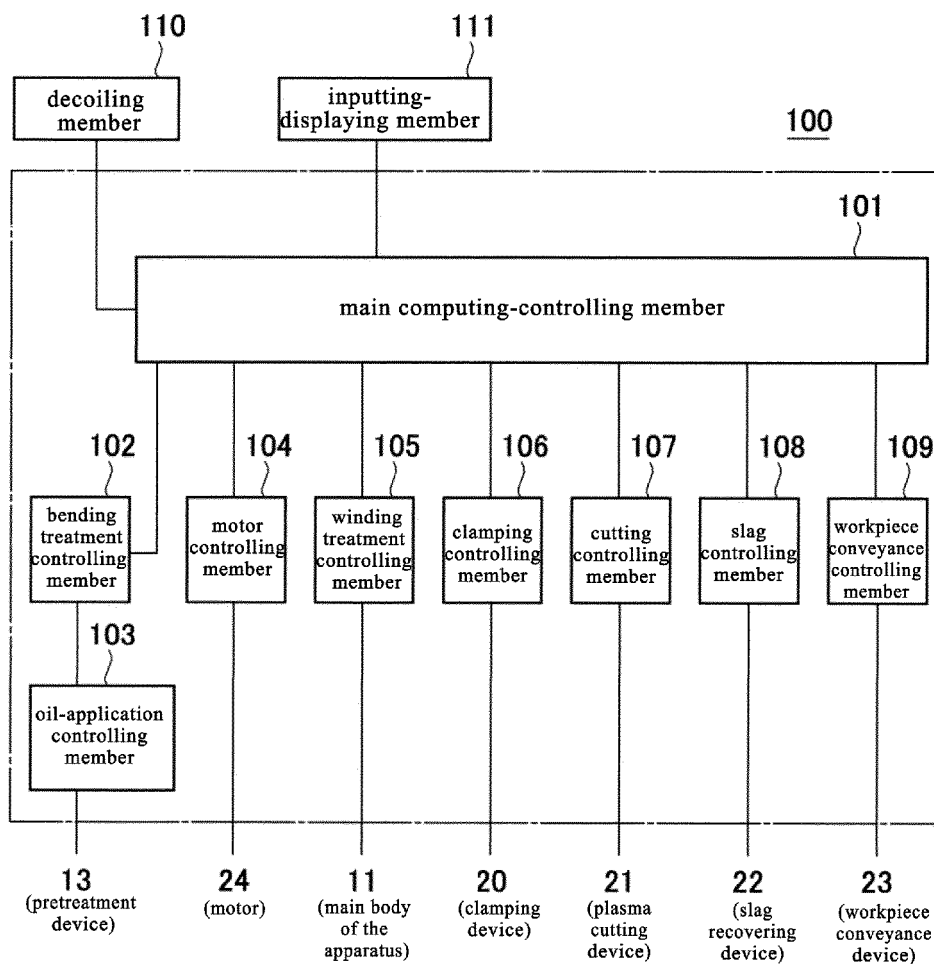 110
111
decoiling
member
inputting-
displaying member
100
101
main computing-controlling member
102
104
105
106
107
108
109
bending
treatment
controlling
member
motor
controlling
member
winding
treatment
controlling
member
clamping
controlling
member
cutting
controlling
member
slag
controlling
member
workpiece
conveyance
controlling
member
103
oil-application
controlling
member
13
(pretreatment
device)
24
(motor)
11
(main body
of the
apparatus)
20
(clamping
device)
21
(plasma
cutting
device)
22
(slag
recovering
device)
23
(workpiece
conveyance
device)